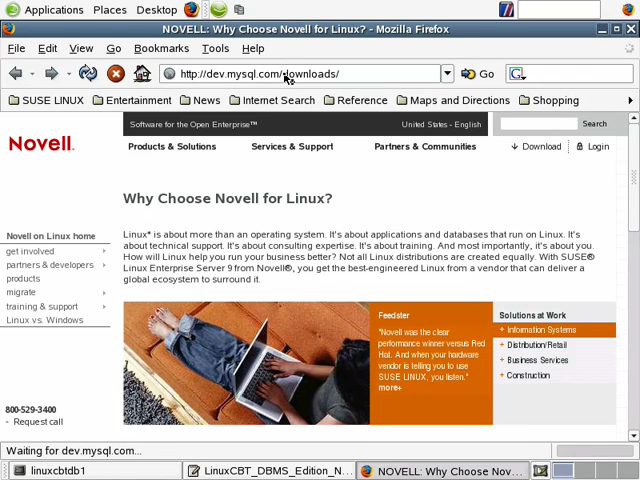 Applications Places Desktop
NOVELL: Why Choose Novell for Linux? - Mozilla Firefox
File Edit View Go Bookmarks Tools Help
http://dev.mysql.com/downloads/ Go G
SUSE LINUX Entertainment News Internet Search Reference Maps and Directions Shopping
Software for the Open Enterprise™ United States - English Search
Novell.
Products & Solutions Services & Support Partners & Communities Download Login
Why Choose Novell for Linux?
Novell on Linux home
get involved
partners & developers
products
migrate
training & support
Linux vs. Windows
Linux* is about more than an operating system. It's about applications and databases that run on Linux. It's
about technical support. It's about consulting expertise. It's about training. And most importantly, it's about you.
How will Linux help you run your business better? Not all Linux distributions are created equally. With SUSE®
Linux Enterprise Server 9 from Novell®, you get the best-engineered Linux from a vendor that can deliver a
global ecosystem to surround it.
Feedster
"Novell was the clear
performance winner versus Red
Hat. And when your hardware
vendor is telling you to use
SUSE LINUX, you listen."
more+
Solutions at Work
+ Information Systems
+ Distribution/Retail
+ Business Services
+ Construction
800-529-3400
- Request call
Waiting for dev.mysql.com...
linuxcbtdb1 LinuxCBT_DBMS_Edition_N... NOVELL: Why Choose Nov...